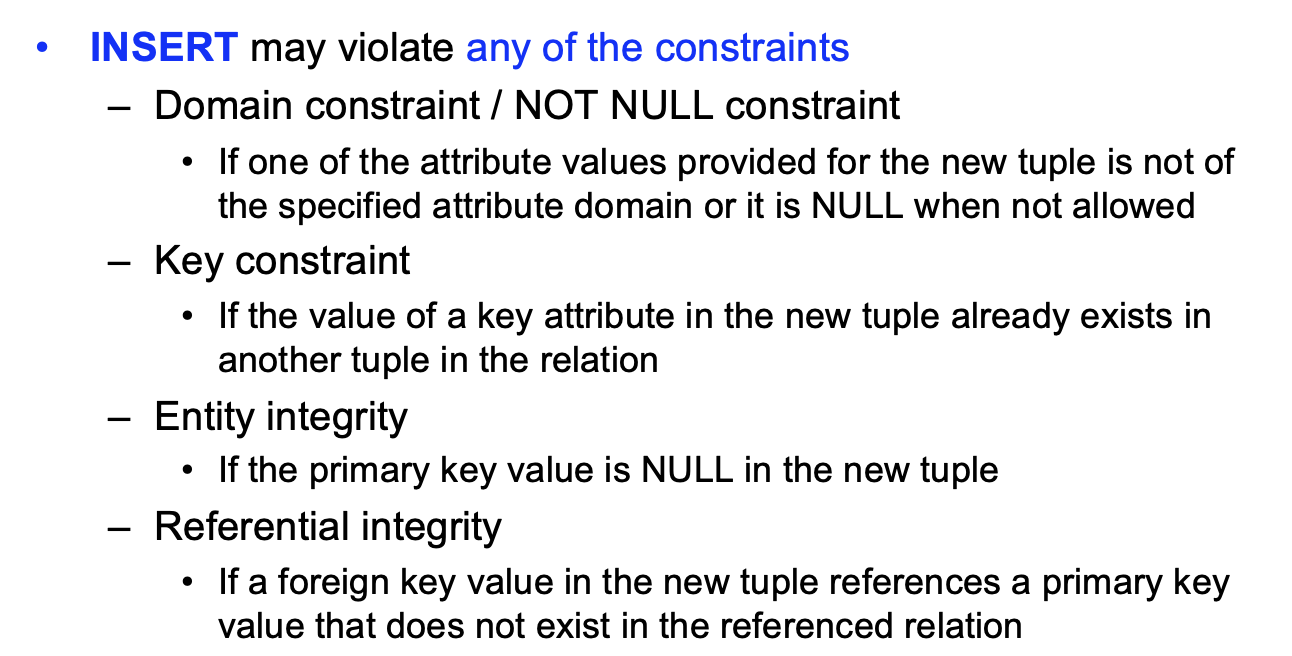 • INSERT may violate any of the constraints
– Domain constraint / NOT NULL constraint
• If one of the attribute values provided for the new tuple is not of
the specified attribute domain or it is NULL when not allowed
– Key constraint
• If the value of a key attribute in the new tuple already exists in
another tuple in the relation
– Entity integrity
• If the primary key value is NULL in the new tuple
– Referential integrity
• If a foreign key value in the new tuple references a primary key
value that does not exist in the referenced relation